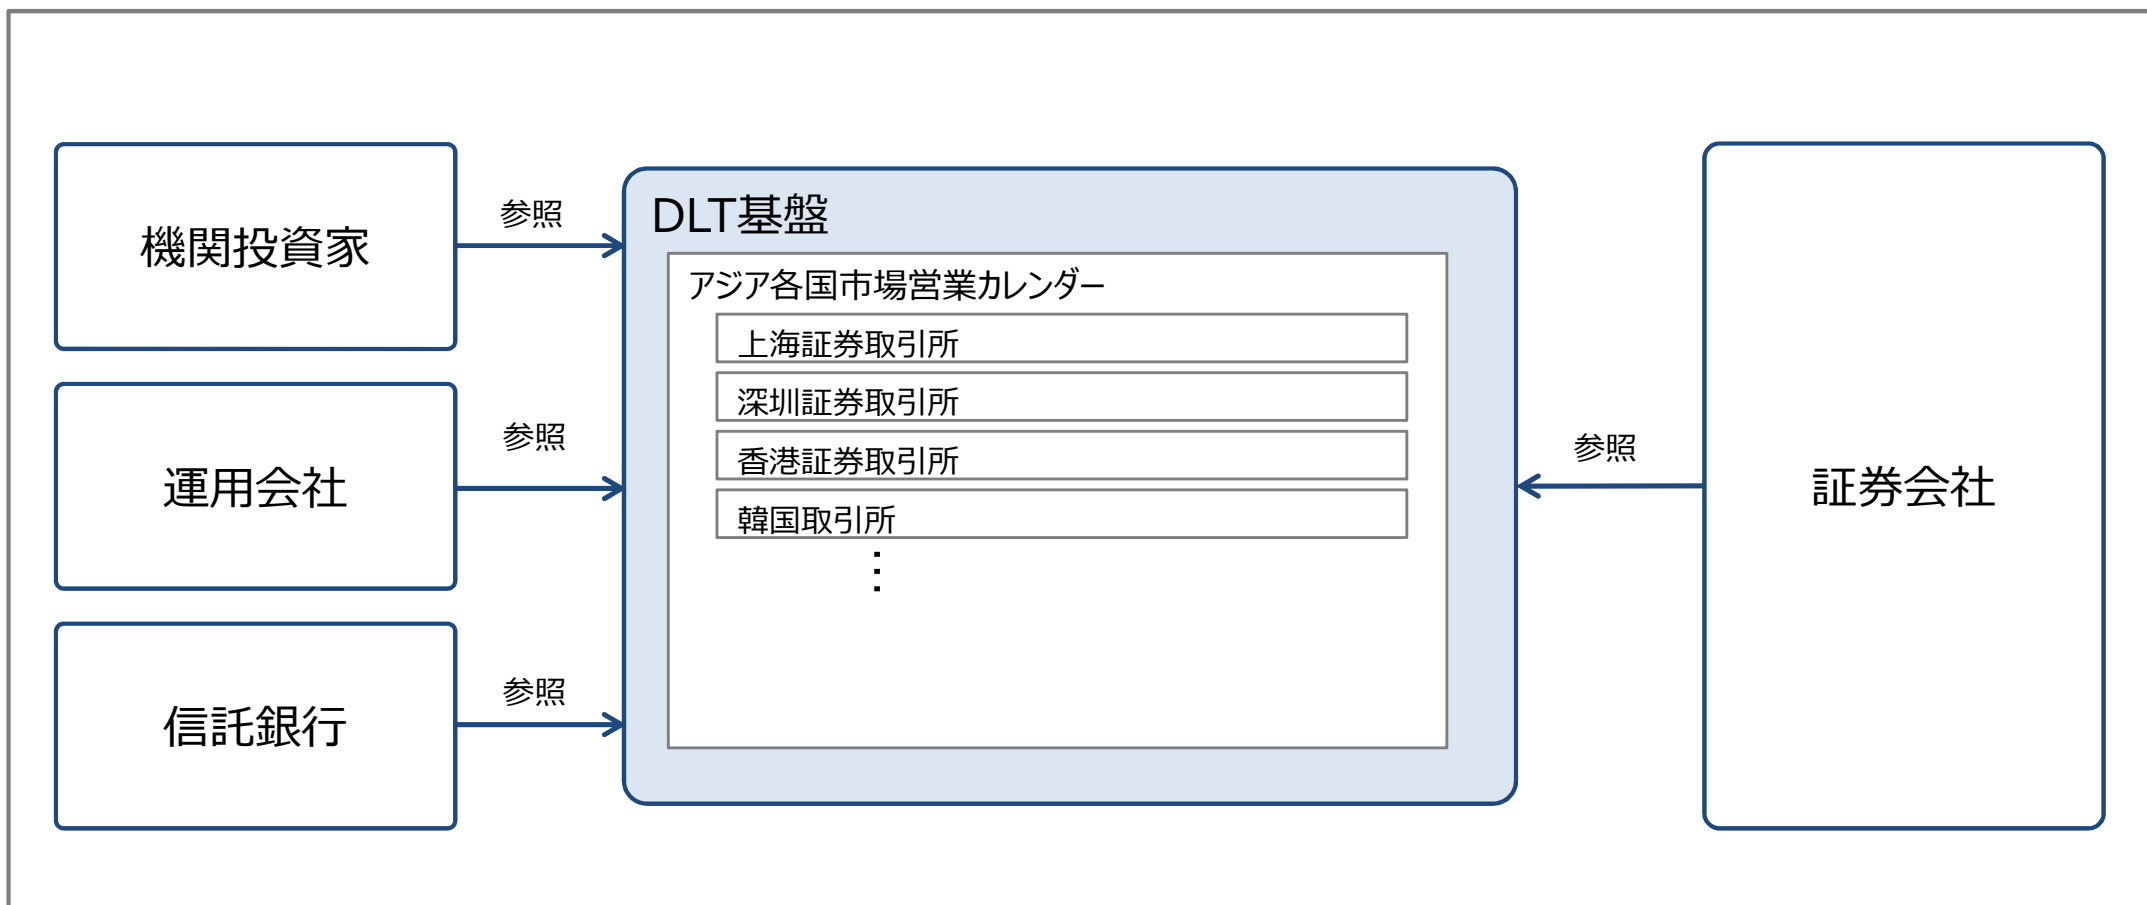 機関投資家
参照
運用会社
参照
信託銀行
参照
DLT基盤
アジア各国市場営業カレンダー
上海証券取引所
深圳証券取引所
香港証券取引所
韓国取引所
⋮
参照
証券会社